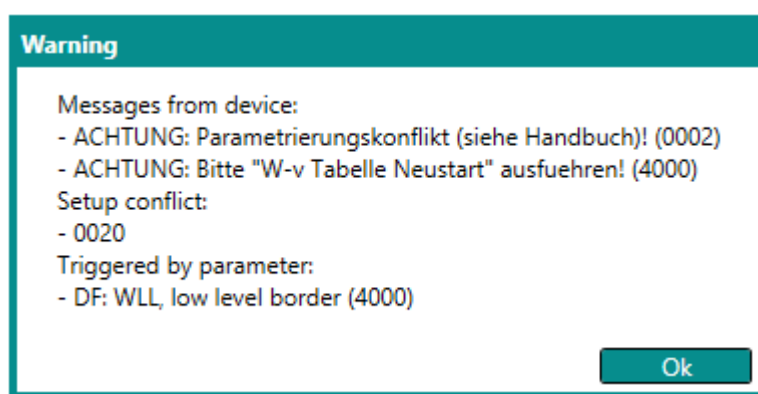 Warning
Messages from device:
- ACHTUNG: Parametrierungskonflikt (siehe Handbuch)! (0002)
- ACHTUNG: Bitte "W-v Tabelle Neustart" ausfuehren! (4000)
Setup conflict:
- 0020
Triggered by parameter:
- DF: WLL, low level border (4000)
Ok